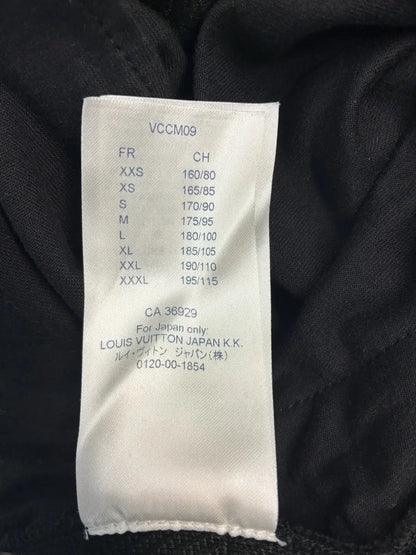 VCCM09
FR CH
XXS 160/80
XS 165/85
S 170/90
M 175/95
L 180/100
XL 185/105
XXL 190/110
XXXL 195/115
CA 36929
For Japan only:
LOUIS VUITTON JAPAN K.K.
ルイ・ヴィトン ジャパン(株)
0120-00-1854